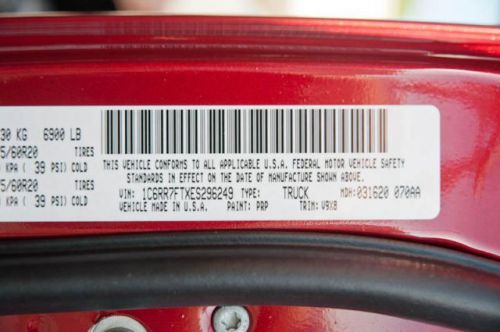 30 KG 6900 LB
5/60R20 TIRES
KPA ( 39 PSI) COLD
5/60R20 TIRES
KPA ( 39 PSI) COLD
THIS VEHICLE CONFORMS TO ALL APPLICABLE U.S.A. FEDERAL MOTOR VEHICLE SAFETY
STANDARDS IN EFFECT ON THE DATE OF MANUFACTURE SHOWN ABOVE.
VIN: 1C6RR7FTXES296249 TYPE: TRUCK MDH: 031620 070AA
VEHICLE MADE IN U.S.A. PAINT: PRP TRIM: V9X8